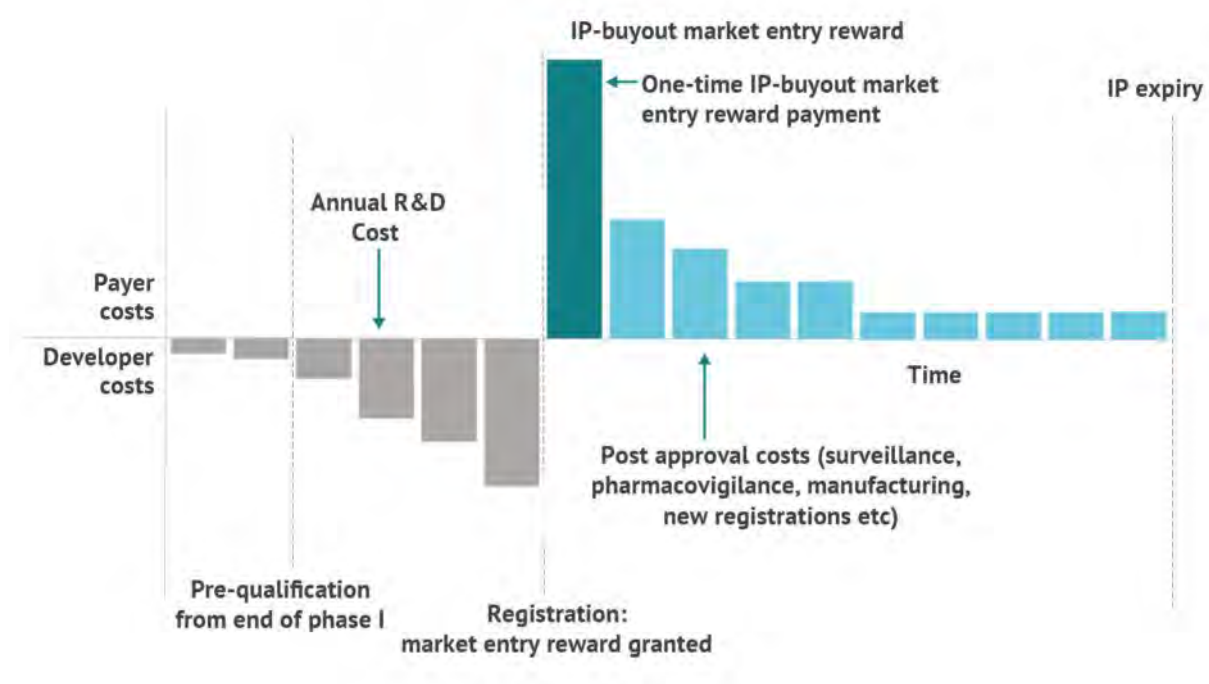 IP-buyout market entry reward
One-time IP-buyout market
entry reward payment
IP expiry
Annual R&D
Cost
Payer
costs
Developer
costs
Time
Post approval costs (surveillance,
pharmacovigilance, manufacturing,
new registrations etc)
Pre-qualification
from end of phase I
Registration:
market entry reward granted